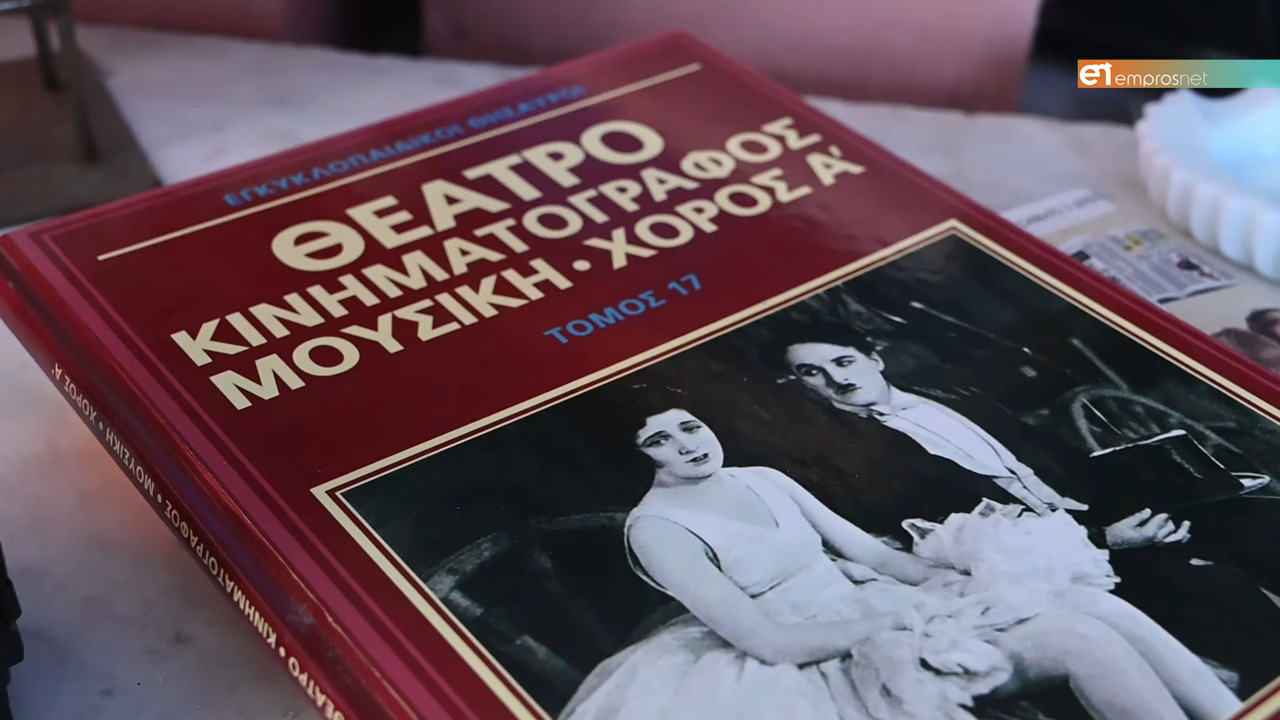 emprosnet
ΕΓΚΥΚΛΟΠΑΙΔΙΚΟΙ ΘΗΣΑΥΡΟΙ
ΘΕΑΤΡΟ
ΚΙΝΗΜΑΤΟΓΡΑΦΟΣ
ΜΟΥΣΙΚΗ • ΧΟΡΟΣ Α'
ΤΟΜΟΣ 17
ΘΕΑΤΡΟ • ΚΙΝΗΜΑΤΟΓΡΑΦΟΣ • ΜΟΥΣΙΚΗ • ΧΟΡΟΣ Α'